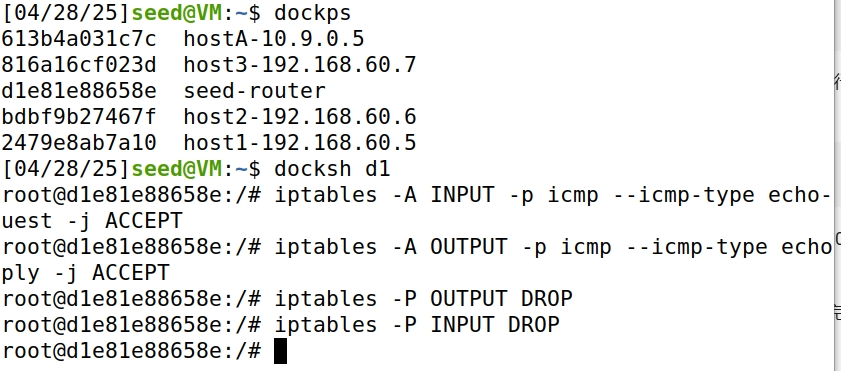 [04/28/25]seed@VM:~$ dockps
613b4a031c7c  hostA-10.9.0.5
816a16cf023d  host3-192.168.60.7
d1e81e88658e  seed-router
bdbf9b27467f  host2-192.168.60.6
2479e8ab7a10  host1-192.168.60.5
[04/28/25]seed@VM:~$ docksh d1
root@d1e81e88658e:/# iptables -A INPUT -p icmp --icmp-type echo-
uest -j ACCEPT
root@d1e81e88658e:/# iptables -A OUTPUT -p icmp --icmp-type echo
ply -j ACCEPT
root@d1e81e88658e:/# iptables -P OUTPUT DROP
root@d1e81e88658e:/# iptables -P INPUT DROP
root@d1e81e88658e:/#